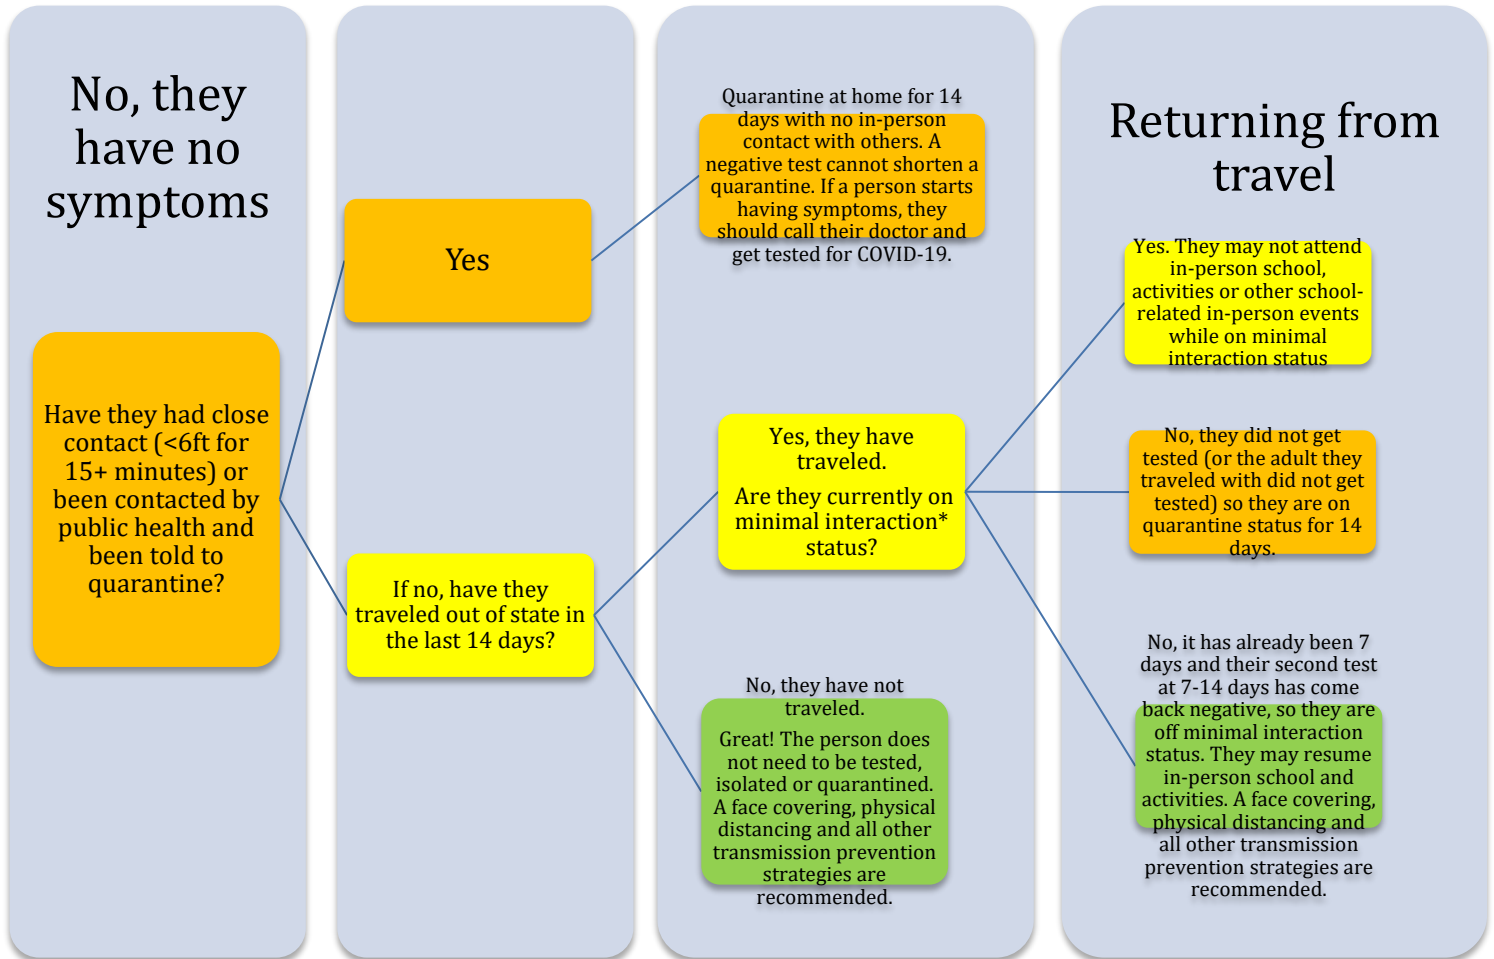 No, they
have no
symptoms
Have they had close
contact (<6ft for
15+ minutes) or
been contacted by
public health and
been told to
quarantine?
Yes
If no, have they
traveled out of state in
the last 14 days?
Quarantine at home for 14
days with no in-person
contact with others. A
negative test cannot shorten a
quarantine. If a person starts
having symptoms, they
should call their doctor and
get tested for COVID-19.
Yes, they have
traveled.
Are they currently on
minimal interaction*
status?
No, they have not
traveled.
Great! The person does
not need to be tested,
isolated or quarantined.
A face covering, physical
distancing and all other
transmission prevention
strategies are
recommended.
Returning from
travel
Yes. They may not attend
in-person school,
activities or other school-
related in-person events
while on minimal
interaction status
No, they did not get
tested (or the adult they
traveled with did not get
tested) so they are on
quarantine status for 14
days.
No, it has already been 7
days and their second test
at 7-14 days has come
back negative, so they are
off minimal interaction
status. They may resume
in-person school and
activities. A face covering,
physical distancing and
all other transmission
prevention strategies are
recommended.